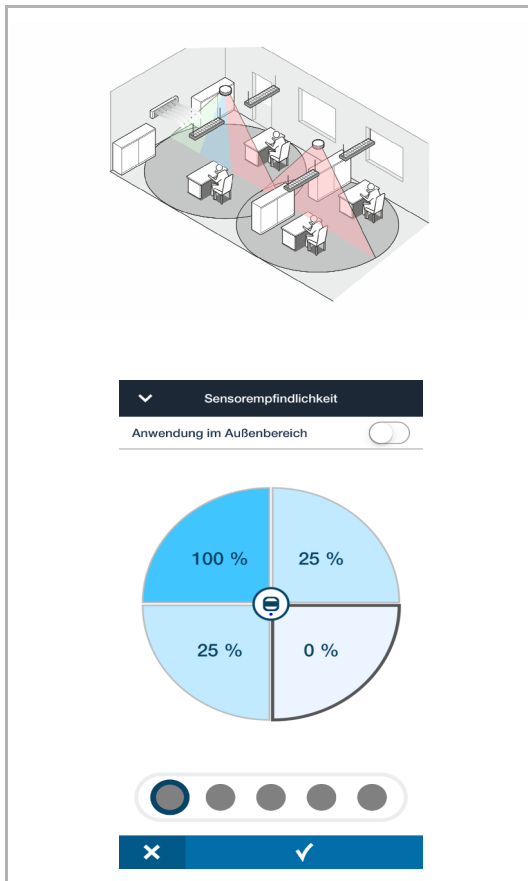 Sensorempfindlichkeit
Anwendung im Außenbereich
100 %
25 %
25 %
0 %